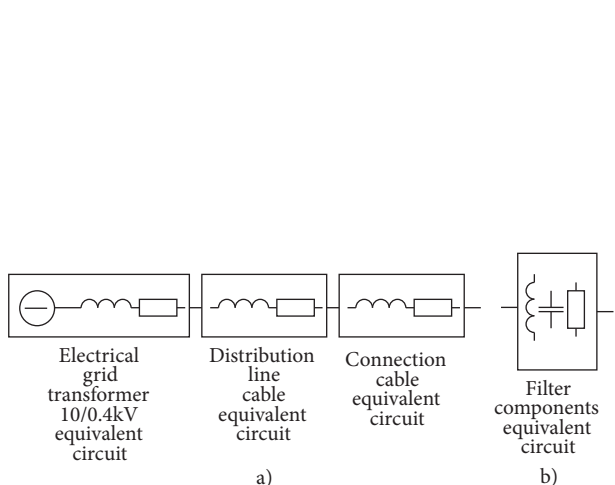 Electrical
grid
transformer
10/0.4kV
equivalent
circuit
Distribution
line
cable
equivalent
circuit
Connection
cable
equivalent
circuit
a)
Filter
components
equivalent
circuit
b)